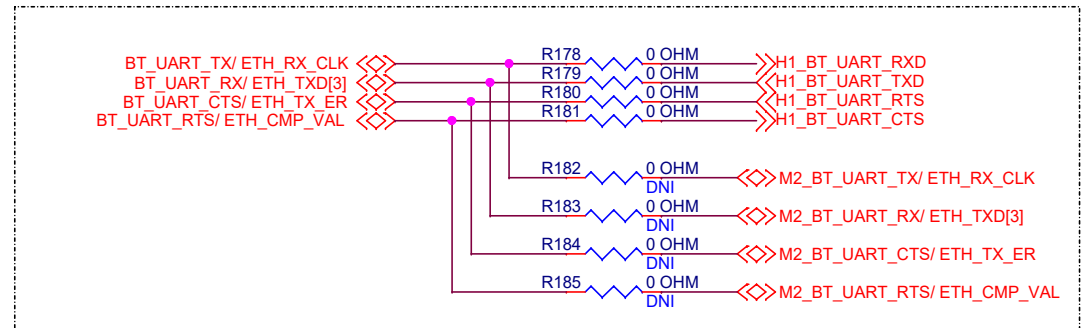 BT_UART_TX/ ETH_RX_CLK R178 0 OHM H1_BT_UART_RXD
BT_UART_RX/ ETH_TXD[3] R179 0 OHM H1_BT_UART_TXD
BT_UART_CTS/ ETH_TX_ER R180 0 OHM H1_BT_UART_RTS
BT_UART_RTS/ ETH_CMP_VAL R181 0 OHM H1_BT_UART_CTS
R182 0 OHM M2_BT_UART_TX/ ETH_RX_CLK
DNI
R183 0 OHM M2_BT_UART_RX/ ETH_TXD[3]
DNI
R184 0 OHM M2_BT_UART_CTS/ ETH_TX_ER
DNI
R185 0 OHM M2_BT_UART_RTS/ ETH_CMP_VAL
DNI